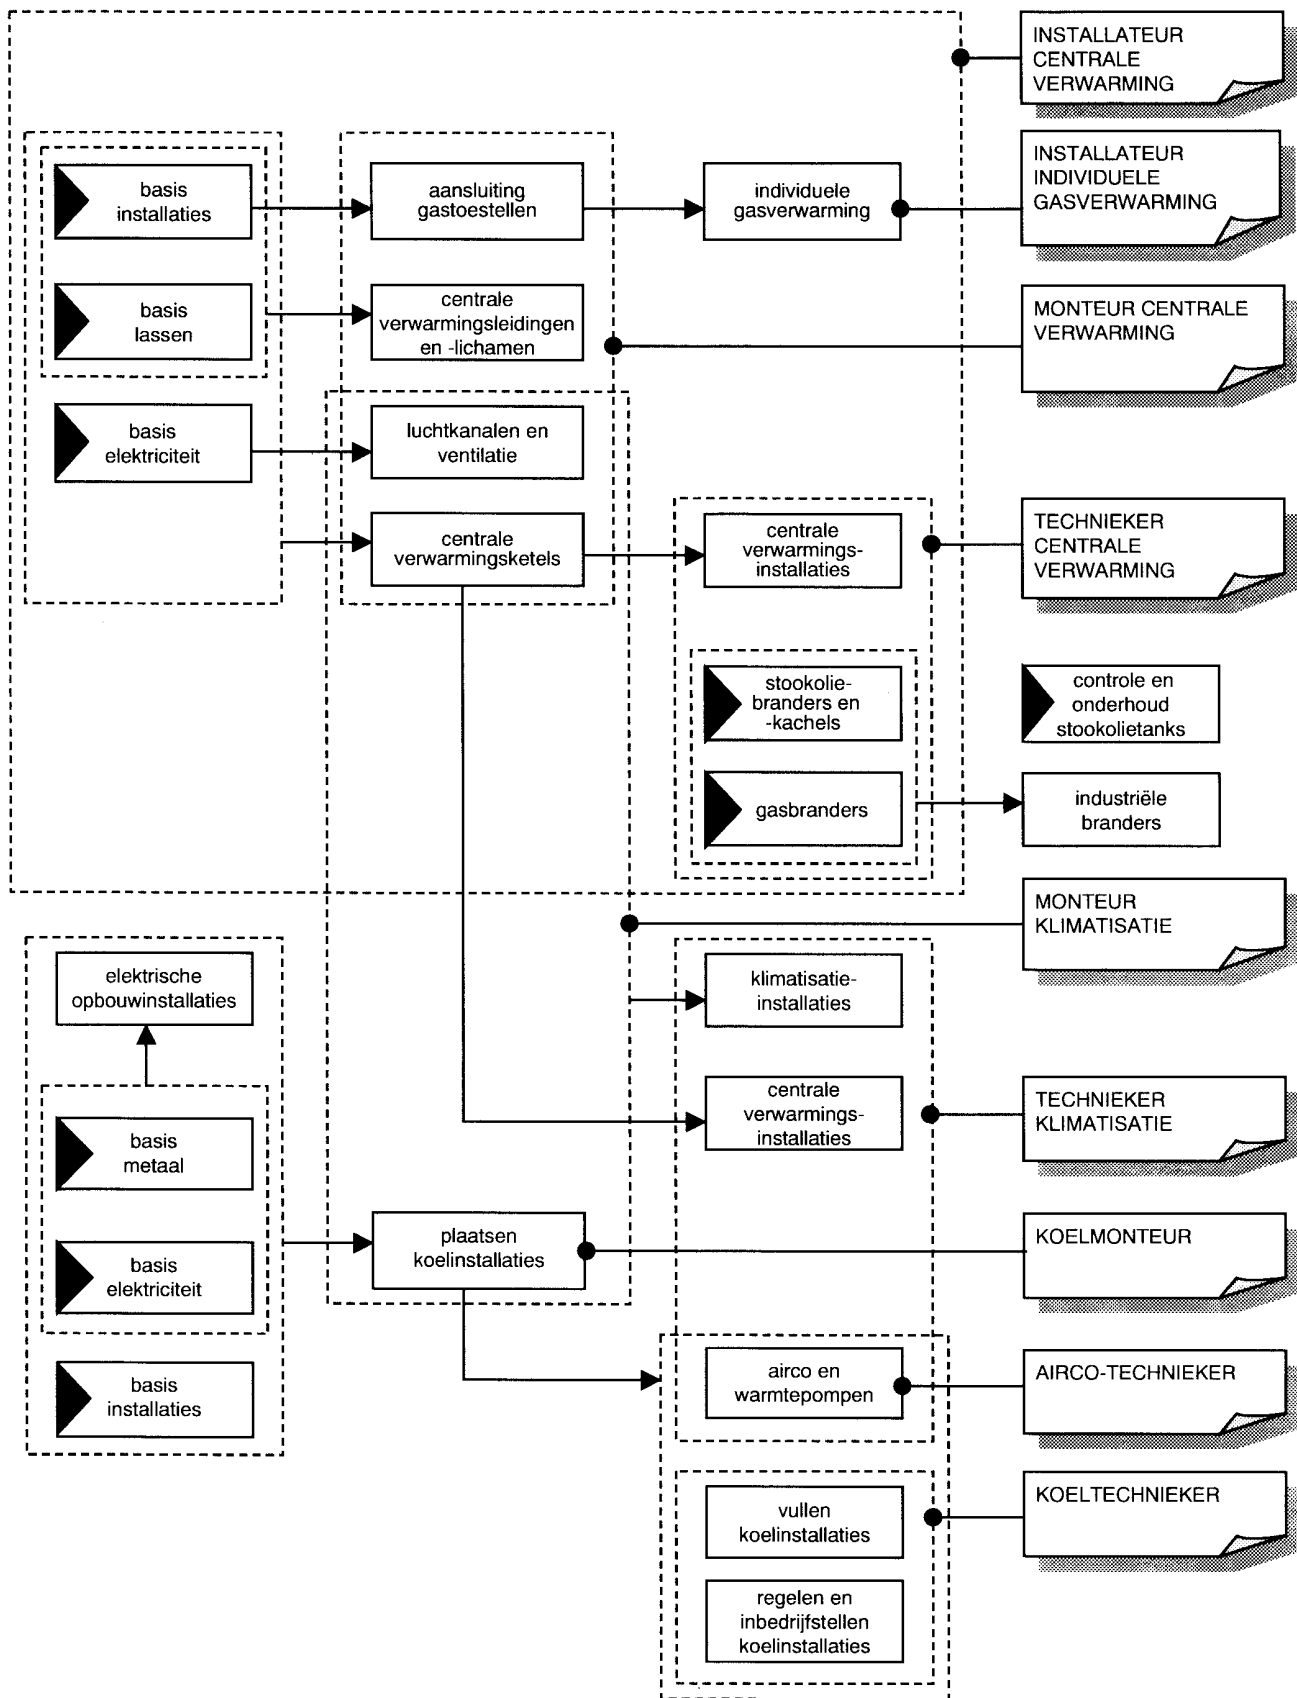 INSTALLATEUR
CENTRALE
VERWARMING
basis
installaties
aansluiting
gastoestellen
individuele
gasverwarming
INSTALLATEUR
INDIVIDUELE
GASVERWARMING
basis
lassen
centrale
verwarmingsleidingen
en -lichamen
MONTEUR CENTRALE
VERWARMING
basis
elektriciteit
luchtkanalen en
ventilatie
centrale
verwarmingsketels
centrale
verwarmings-
installaties
TECHNIEKER
CENTRALE
VERWARMING
stookolie-
branders en
-kachels
controle en
onderhoud
stookolietanks
gasbranders
industriële
branders
MONTEUR
KLIMATISATIE
elektrische
opbouwinstallaties
klimatisatie-
installaties
basis
metaal
centrale
verwarmings-
installaties
TECHNIEKER
KLIMATISATIE
basis
elektriciteit
plaatsen
koelinstallaties
KOELMONTEUR
basis
installaties
airco en
warmtepompen
AIRCO-TECHNIEKER
vullen
koelinstallaties
KOELTECHNIEKER
regelen en
inbedrijfstellen
koelinstallaties